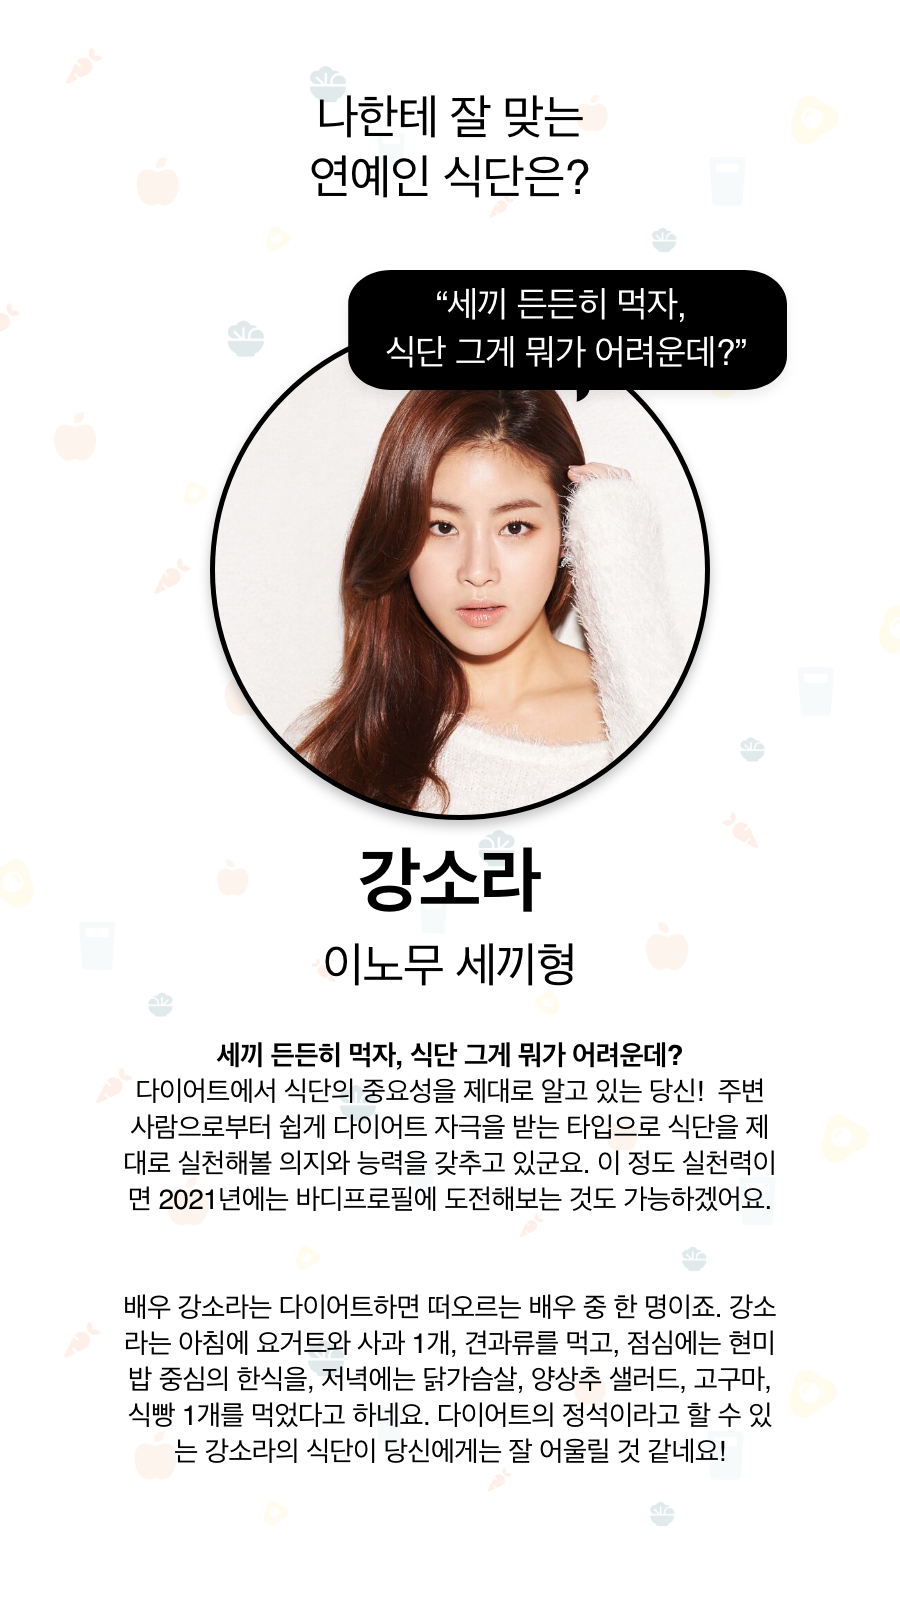 나한테 잘 맞는
연예인 식단은?
“세끼 든든히 먹자,
식단 그게 뭐가 어려운데?”
강소라
이노무 세끼형
세끼 든든히 먹자, 식단 그게 뭐가 어려운데?
다이어트에서 식단의 중요성을 제대로 알고 있는 당신!  주변
사람으로부터 쉽게 다이어트 자극을 받는 타입으로 식단을 제
대로 실천해볼 의지와 능력을 갖추고 있군요. 이 정도 실천력이
면 2021년에는 바디프로필에 도전해보는 것도 가능하겠어요.
배우 강소라는 다이어트하면 떠오르는 배우 중 한 명이죠. 강소
라는 아침에 요거트와 사과 1개, 견과류를 먹고, 점심에는 현미
밥 중심의 한식을, 저녁에는 닭가슴살, 양상추 샐러드, 고구마,
식빵 1개를 먹었다고 하네요. 다이어트의 정석이라고 할 수 있
는 강소라의 식단이 당신에게는 잘 어울릴 것 같네요!